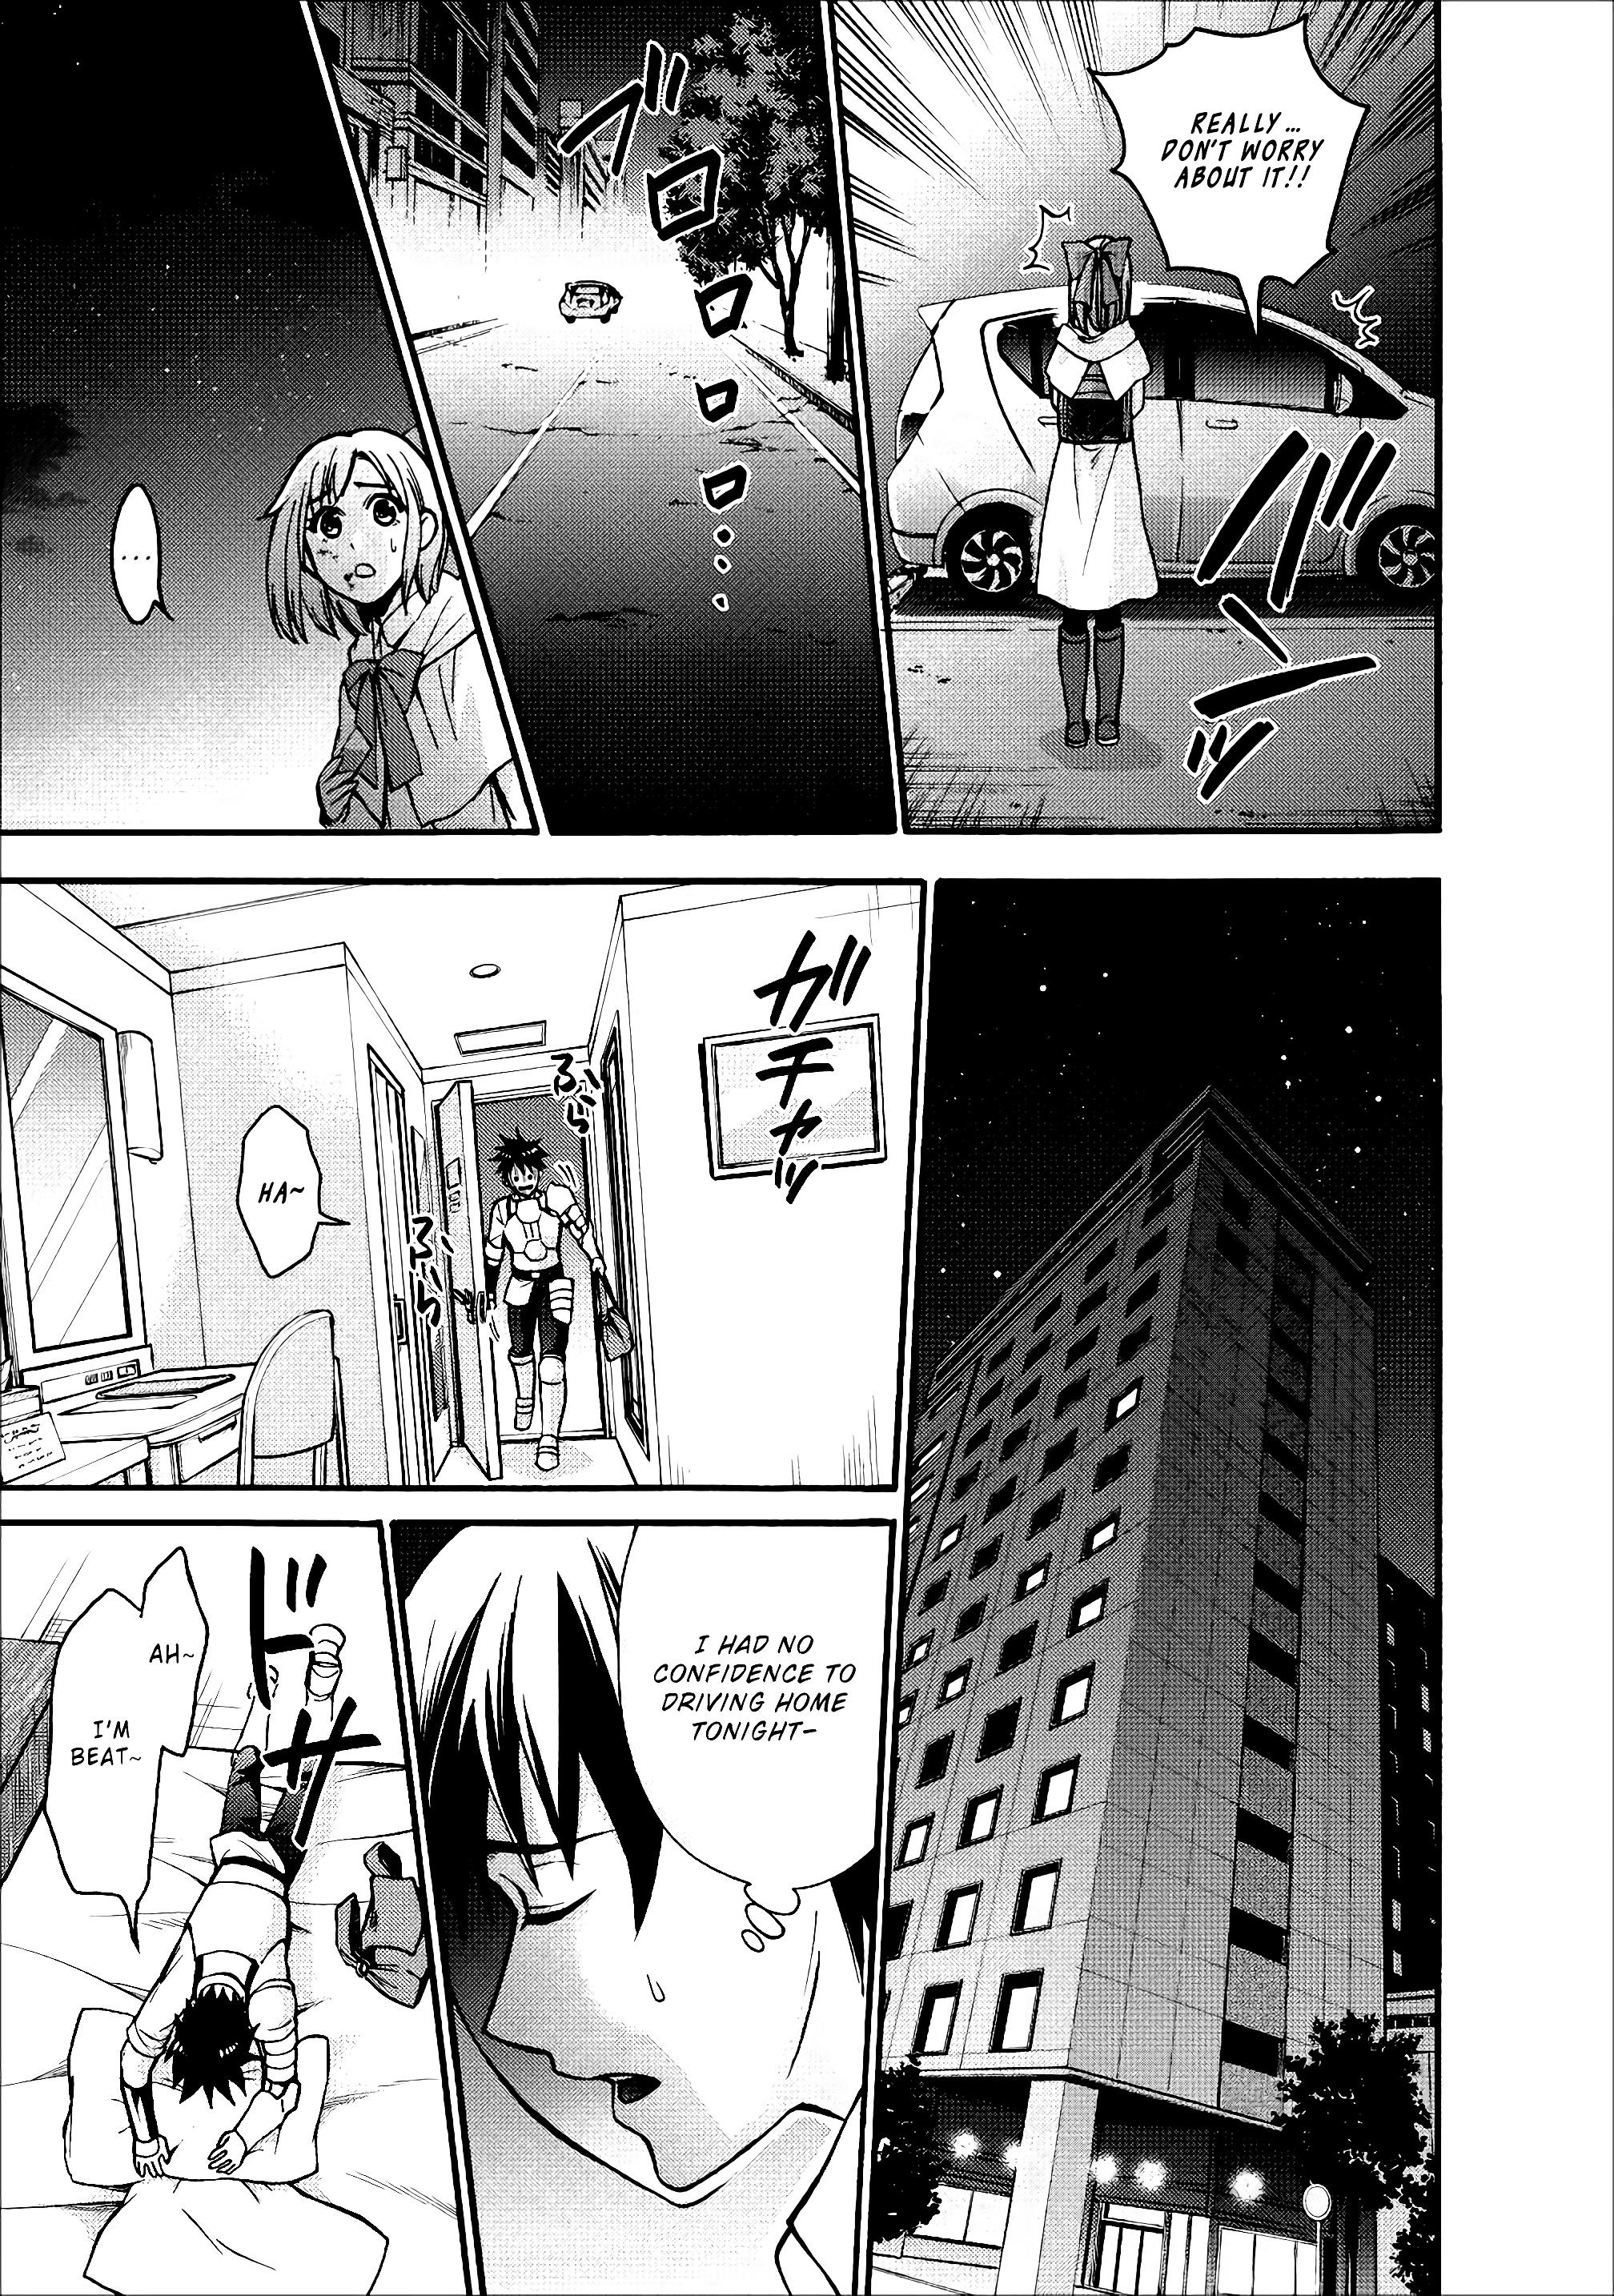 REALLY...
DON'T WORRY
ABOUT IT!!
バンッ
ブロロロロ・・・・
...
ガチャッ
ふら
ふら
HA~
I HAD NO
CONFIDENCE TO
DRIVING HOME
TONIGHT-
ドサ
AH~
I'M
BEAT~